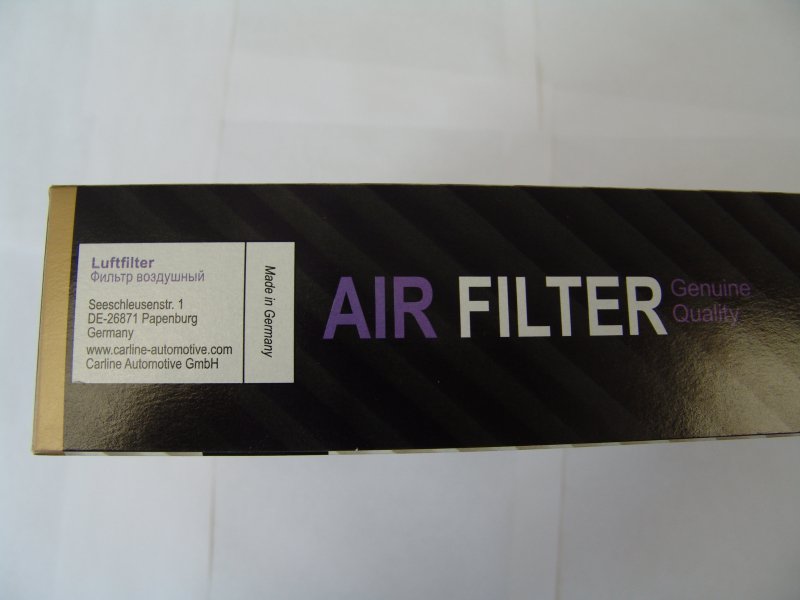 Luftfilter
Фильтр воздушный
Seeschleusenstr. 1
DE-26871 Papenburg
Germany
www.carline-automotive.com
Carline Automotive GmbH
Made in Germany
AIR FILTER
Genuine
Quality